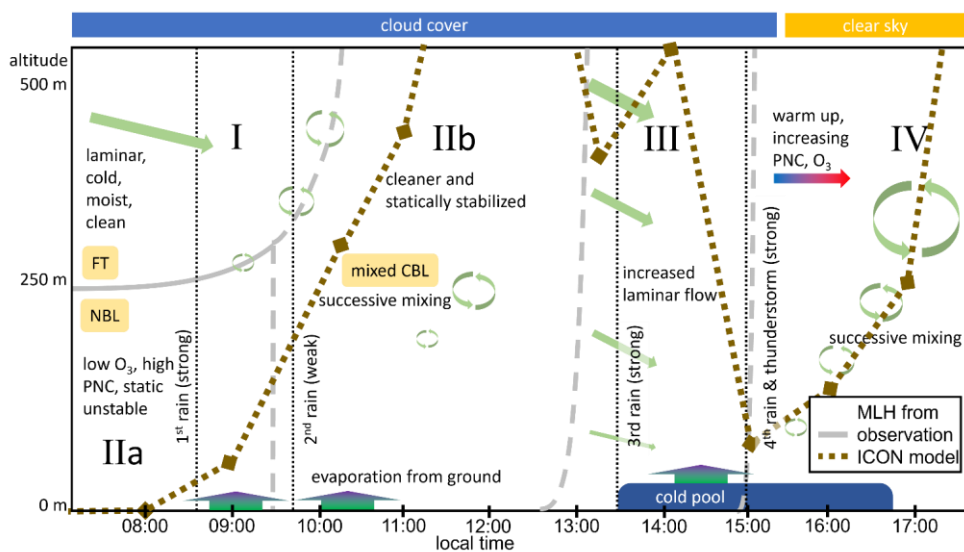 cloud cover
clear sky
altitude
500 m
250 m
0 m
I
IIb
III
IV
IIa
laminar,
cold,
moist,
clean
FT
NBL
low O₃, high
PNC, static
unstable
1st rain (strong)
2nd rain (weak)
cleaner and
statically stabilized
mixed CBL
successive mixing
evaporation from ground
increased
laminar flow
3rd rain (strong)
cold pool
4th rain & thunderstorm (strong)
warm up,
increasing
PNC, O₃
successive mixing
MLH from
observation
ICON model
08:00
09:00
10:00
11:00
12:00
13:00
14:00
15:00
16:00
17:00
local time